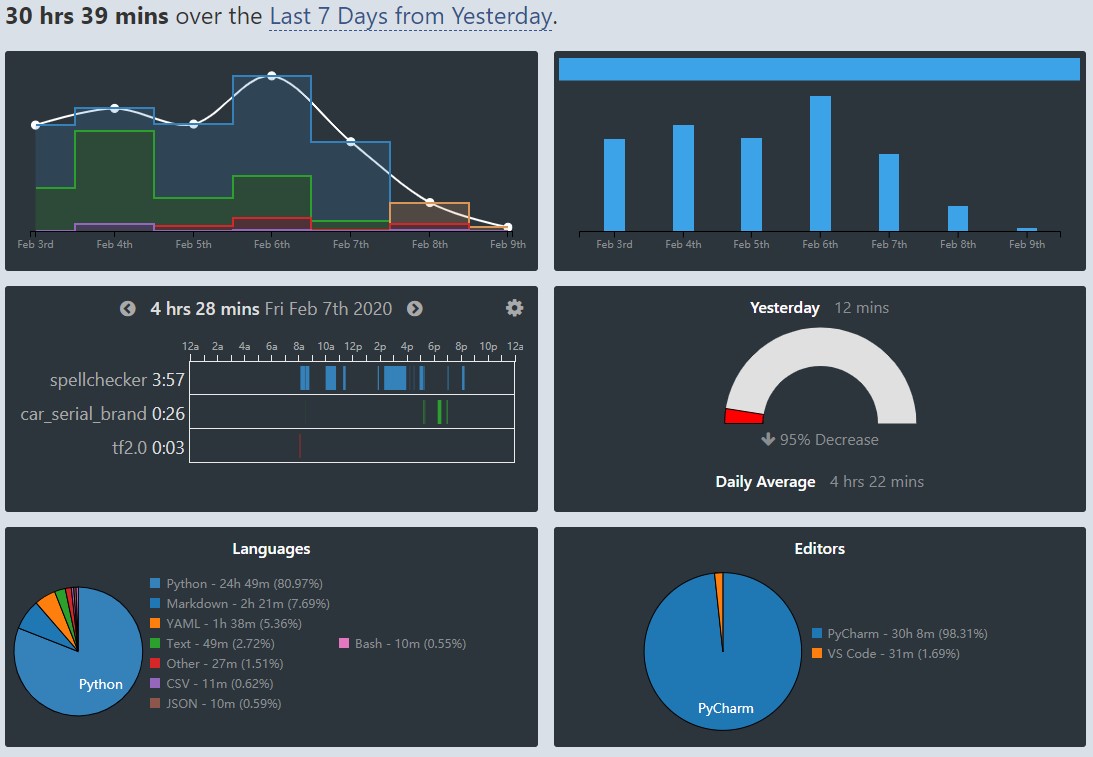 30 hrs 39 mins over the Last 7 Days from Yesterday.
Feb 3rd Feb 4th Feb 5th Feb 6th Feb 7th Feb 8th Feb 9th
Feb 3rd Feb 4th Feb 5th Feb 6th Feb 7th Feb 8th Feb 9th
4 hrs 28 mins Fri Feb 7th 2020
12a 2a 4a 6a 8a 10a 12p 2p 4p 6p 8p 10p 12a
spellchecker 3:57
car_serial_brand 0:26
tf2.0 0:03
Yesterday 12 mins
95% Decrease
Daily Average 4 hrs 22 mins
Languages
Python - 24h 49m (80.97%)
Markdown - 2h 21m (7.69%)
YAML - 1h 38m (5.36%)
Text - 49m (2.72%) Bash - 10m (0.55%)
Other - 27m (1.51%)
CSV - 11m (0.62%)
JSON - 10m (0.59%)
Python
Editors
PyCharm - 30h 8m (98.31%)
VS Code - 31m (1.69%)
PyCharm